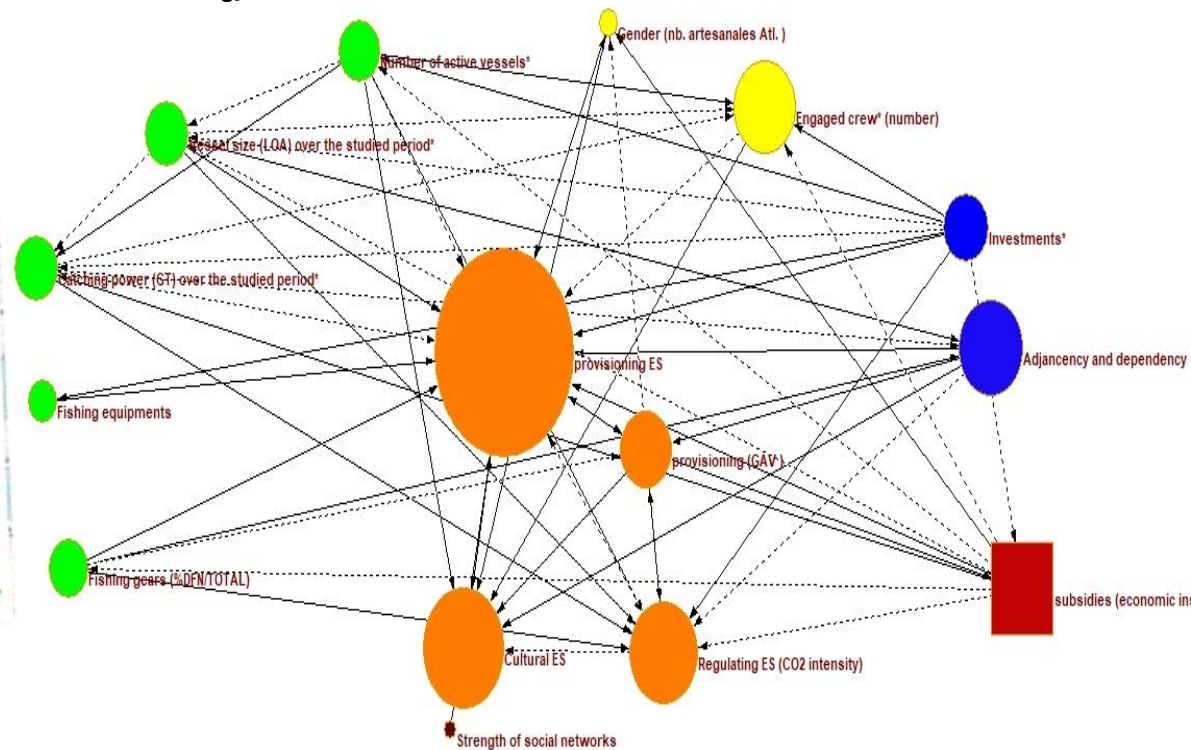 Gender (nb. artesanales Atl. )
Number of active vessels*
Engaged crew* (number)
Vessel size (LOA) over the studied period*
Investments*
Catching power (GT) over the studied period*
Adjancency and dependency
provisioning ES
Fishing equipments
provisioning (GAV )
Fishing gears (%DFN/TOTAL)
subsidies (economic ins
Cultural ES
Regulating ES (CO2 intensity)
Strength of social networks